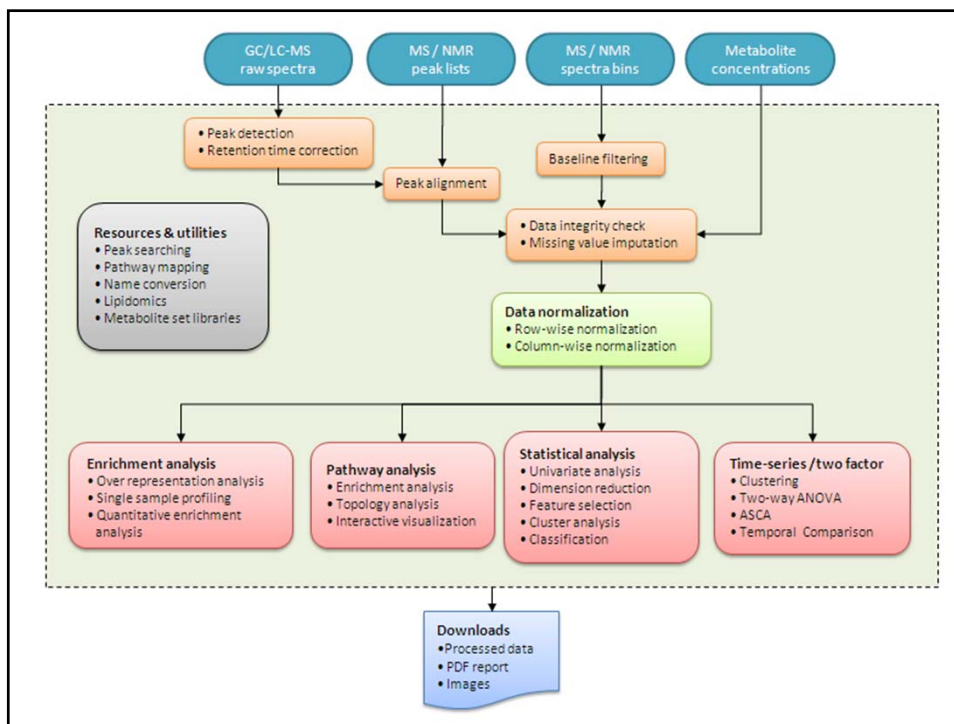 GC/LC-MS
raw spectra
MS / NMR
peak lists
MS / NMR
spectra bins
Metabolite
concentrations
• Peak detection
• Retention time correction
Peak alignment
Baseline filtering
• Data integrity check
• Missing value imputation
Resources & utilities
• Peak searching
• Pathway mapping
• Name conversion
• Lipidomics
• Metabolite set libraries
Data normalization
• Row-wise normalization
• Column-wise normalization
Enrichment analysis
• Over representation analysis
• Single sample profiling
• Quantitative enrichment
analysis
Pathway analysis
• Enrichment analysis
• Topology analysis
• Interactive visualization
Statistical analysis
• Univariate analysis
• Dimension reduction
• Feature selection
• Cluster analysis
• Classification
Time-series /two factor
• Clustering
• Two-way ANOVA
• ASCA
• Temporal Comparison
Downloads
•Processed data
• PDF report
• Images